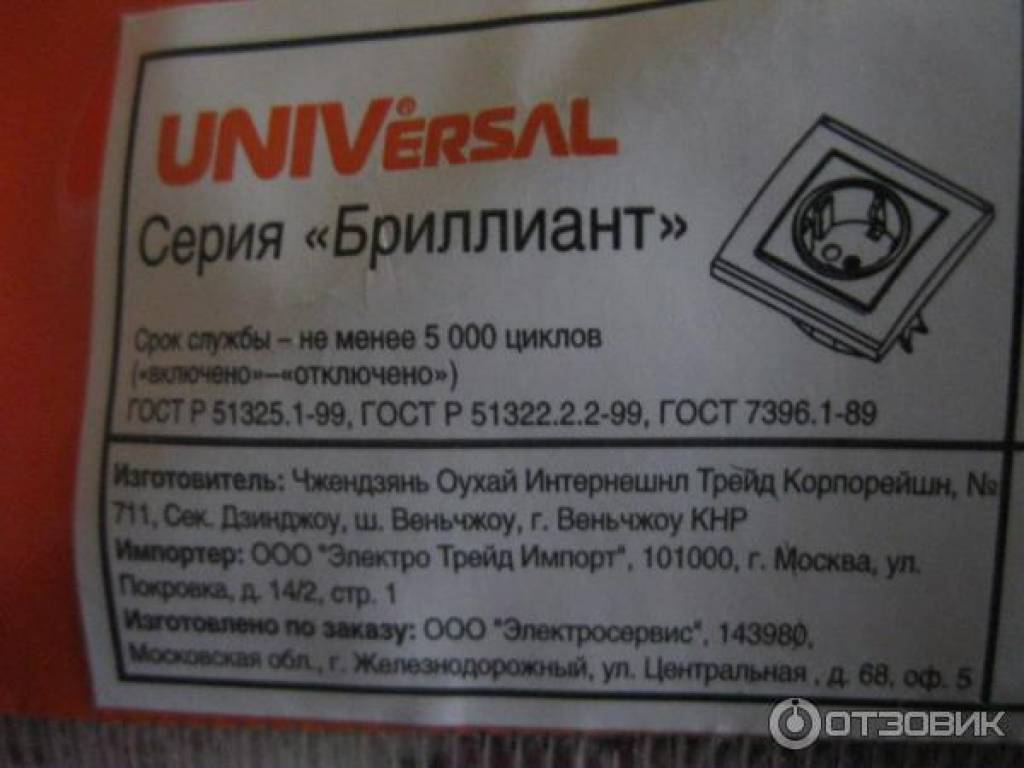 UNIVERSAL®
Серия «Бриллиант»
Срок службы – не менее 5 000 циклов
(«включено»–«отключено»)
ГОСТ Р 51325.1-99, ГОСТ Р 51322.2.2-99, ГОСТ 7396.1-89
Изготовитель: Чжендзянь Оухай Интернешнл Трейд Корпорейшн, №
711, Сек. Дзинджоу, ш. Веньчжоу, г. Веньчжоу КНР
Импортер: ООО "Электро Трейд Импорт", 101000, г. Москва, ул.
Покровка, д. 14/2, стр. 1
Изготовлено по заказу: ООО "Электросервис", 143980,
Московская обл., г. Железнодорожный, ул. Центральная , д. 68, оф. 5
ОТЗОВИК